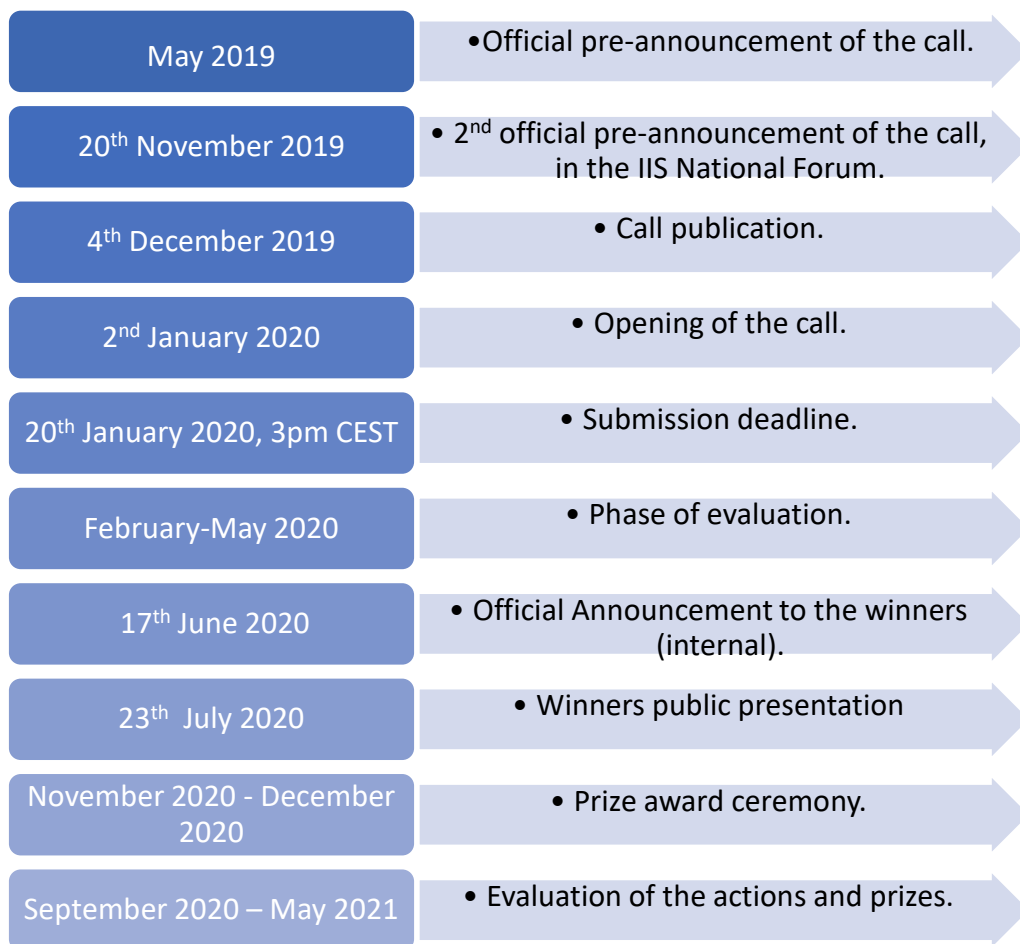 May 2019
•Official pre-announcement of the call.
20th November 2019
• 2nd official pre-announcement of the call,
in the IIS National Forum.
4th December 2019
• Call publication.
2nd January 2020
• Opening of the call.
20th January 2020, 3pm CEST
• Submission deadline.
February-May 2020
• Phase of evaluation.
17th June 2020
• Official Announcement to the winners
(internal).
23th July 2020
• Winners public presentation
November 2020 - December
2020
• Prize award ceremony.
September 2020 – May 2021
• Evaluation of the actions and prizes.